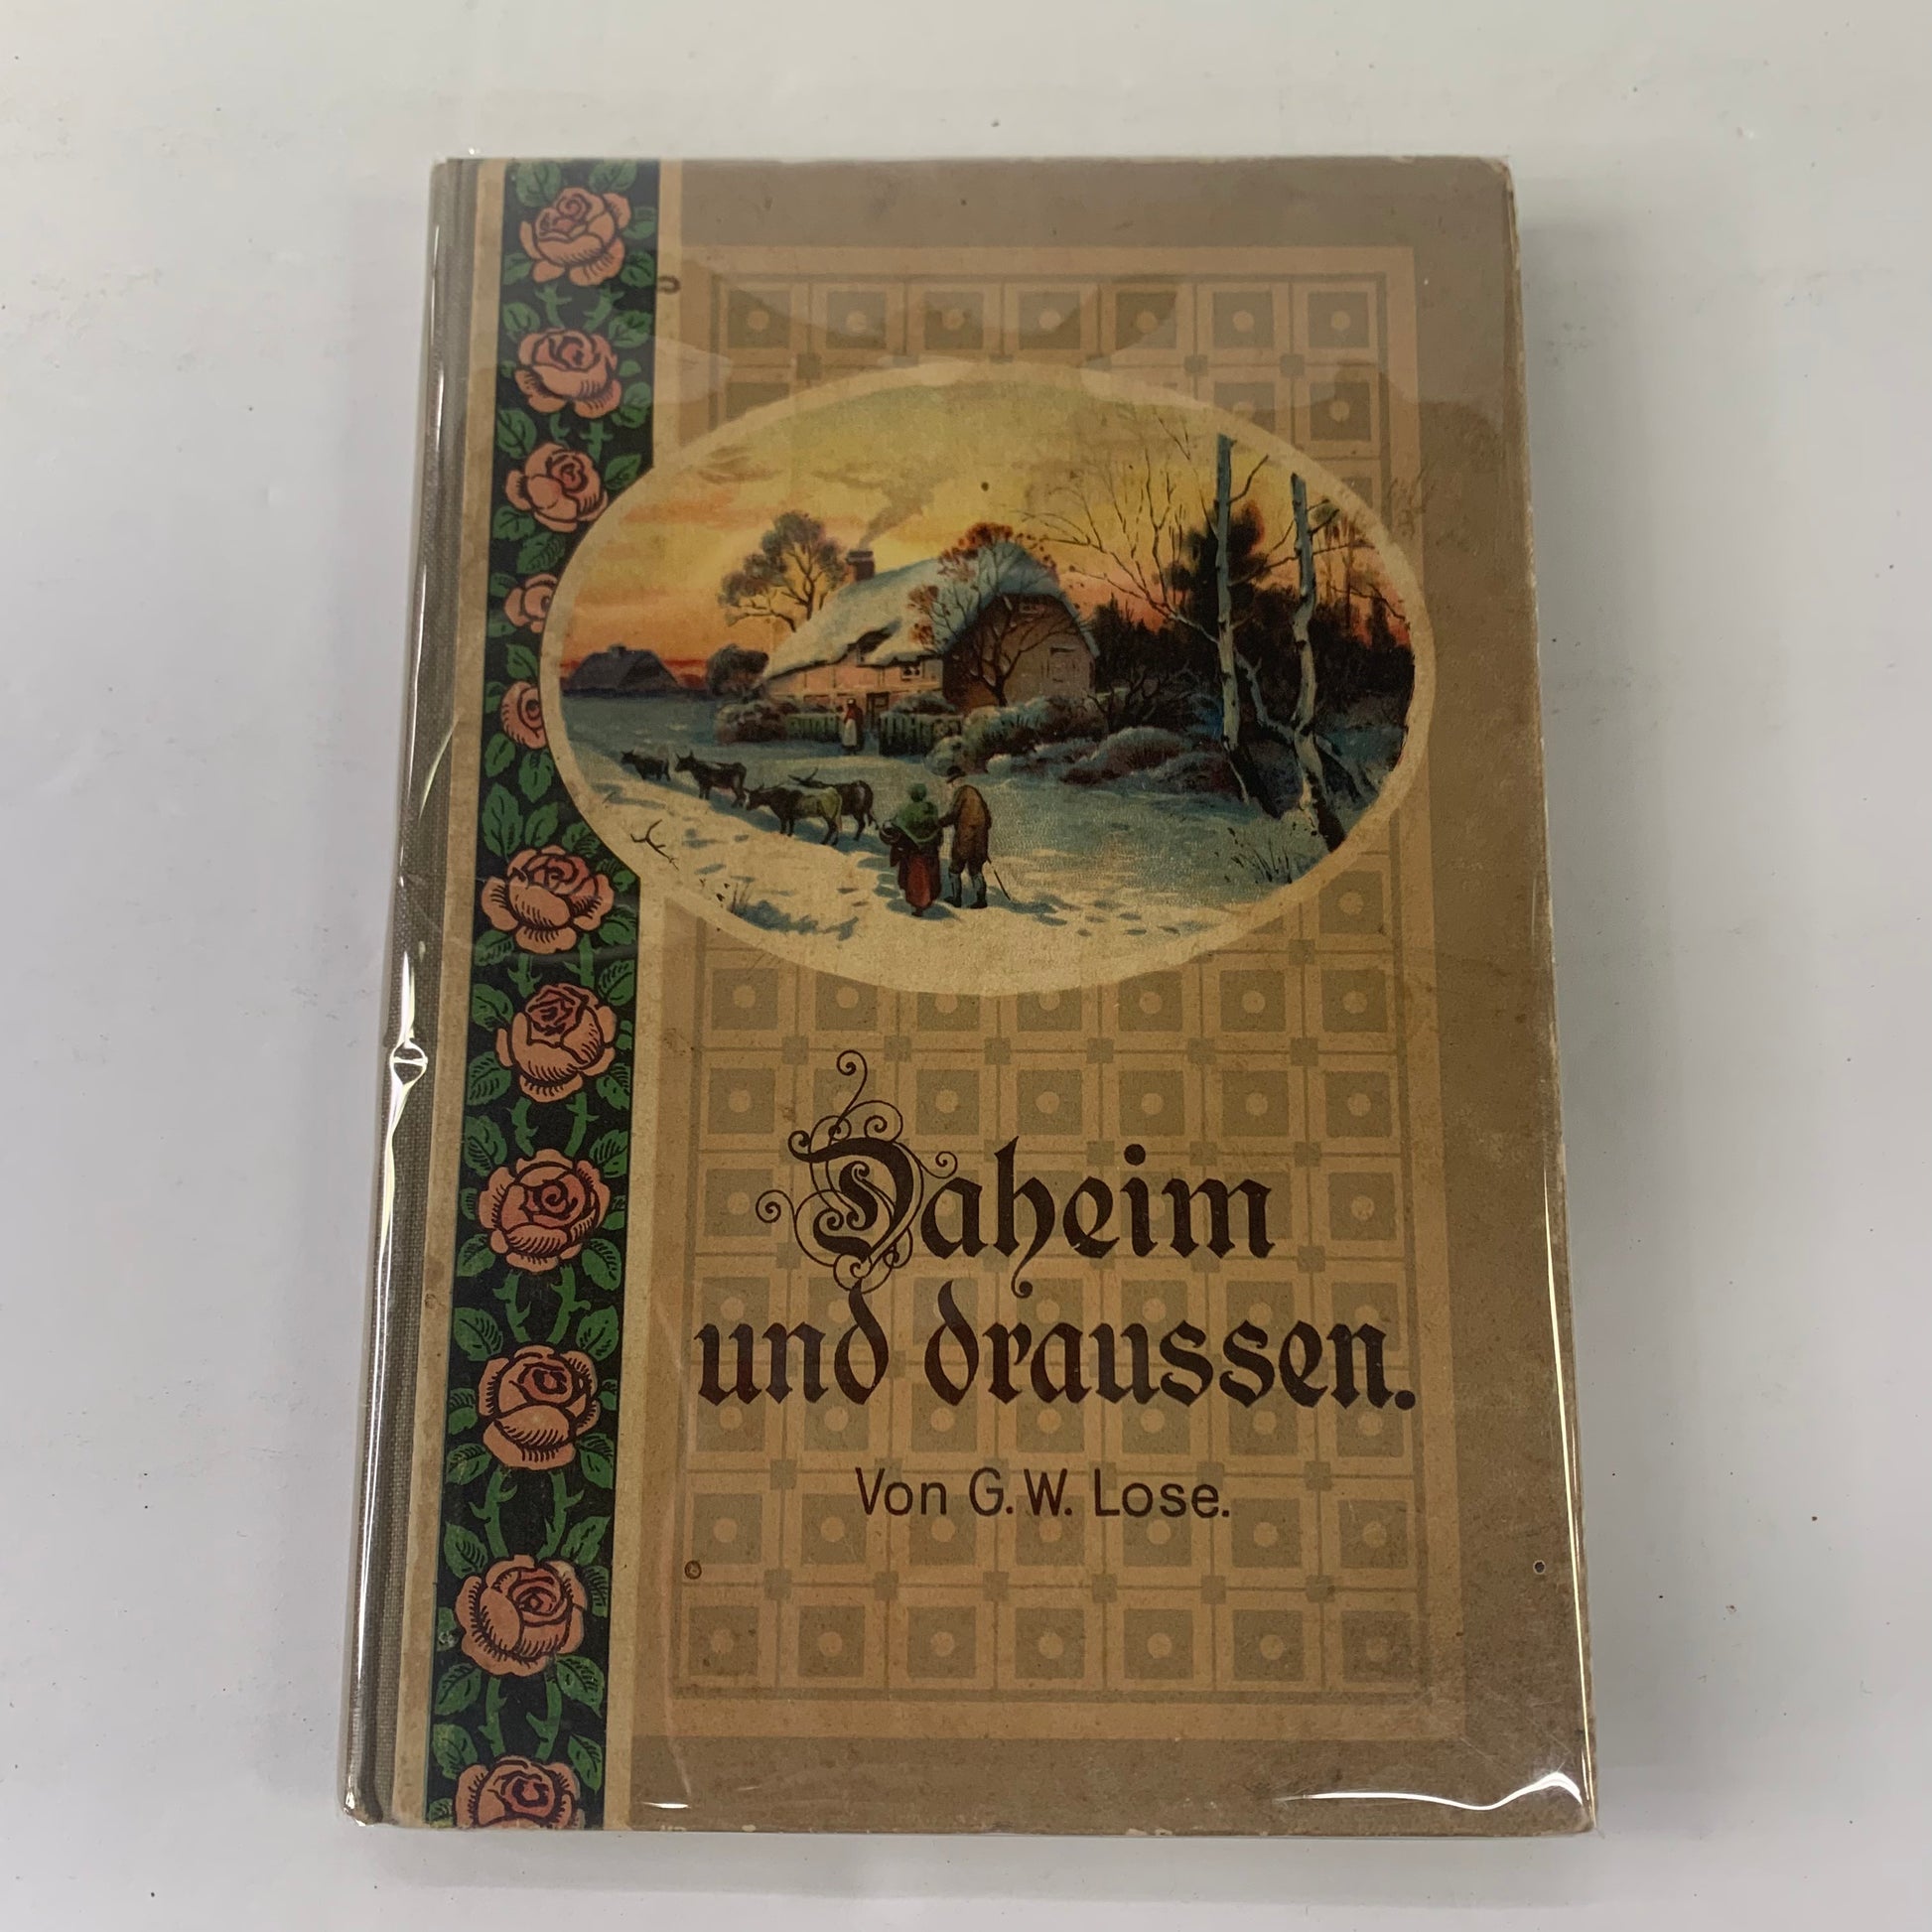 Daheim
und draussen.
Von G. W. Lose.